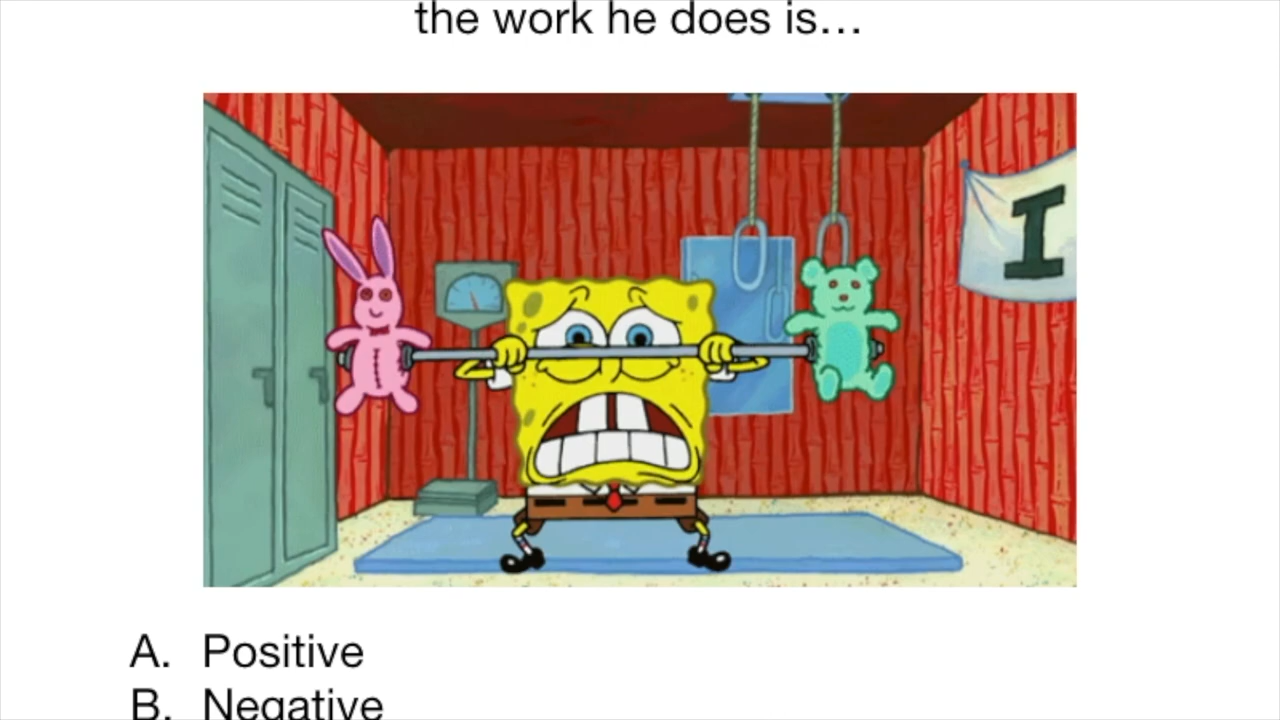 the work he does is…
I
A. Positive
B. Negative